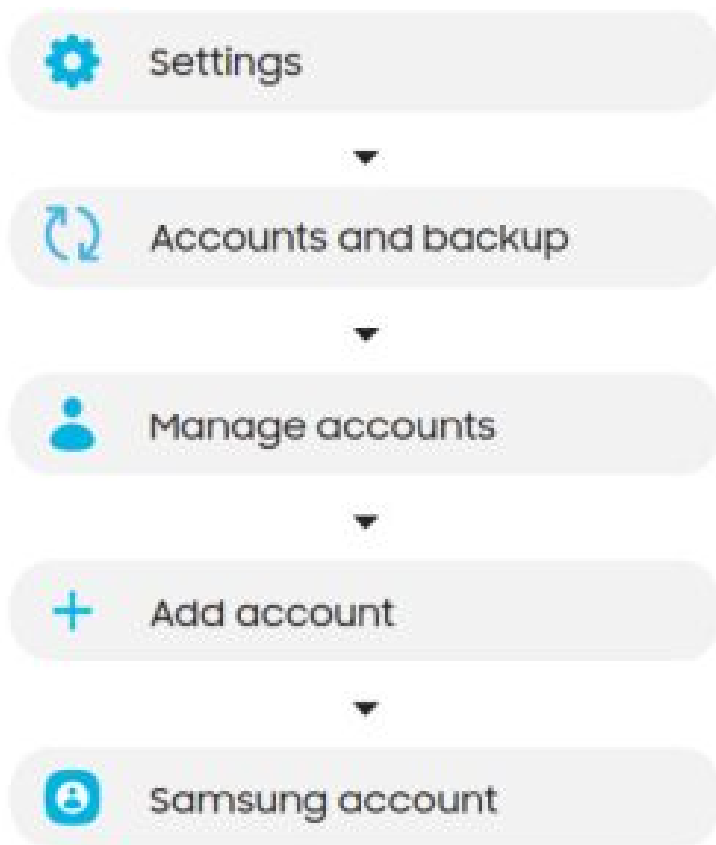 Settings
Accounts and backup
Manage accounts
Add account
Samsung account